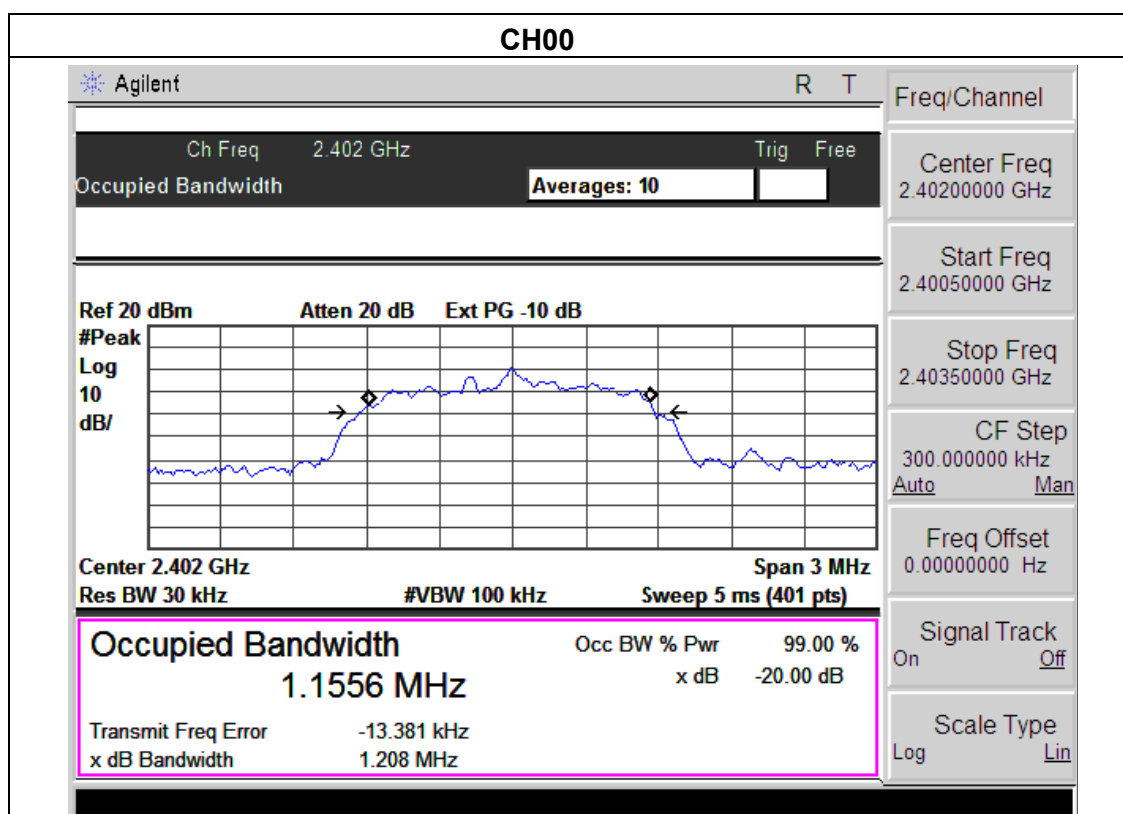 CH00
Agilent
R T
Ch Freq 2.402 GHz Trig Free
Occupied Bandwidth Averages: 10
Ref 20 dBm Atten 20 dB Ext PG -10 dB
#Peak
Log
10
dB/
Center 2.402 GHz Span 3 MHz
Res BW 30 kHz #VBW 100 kHz Sweep 5 ms (401 pts)
Occupied Bandwidth Occ BW % Pwr 99.00 %
1.1556 MHz x dB -20.00 dB
Transmit Freq Error -13.381 kHz
x dB Bandwidth 1.208 MHz
Freq/Channel
Center Freq
2.40200000 GHz
Start Freq
2.40050000 GHz
Stop Freq
2.40350000 GHz
CF Step
300.000000 kHz
Auto Man
Freq Offset
0.00000000 Hz
Signal Track
On Off
Scale Type
Log Lin